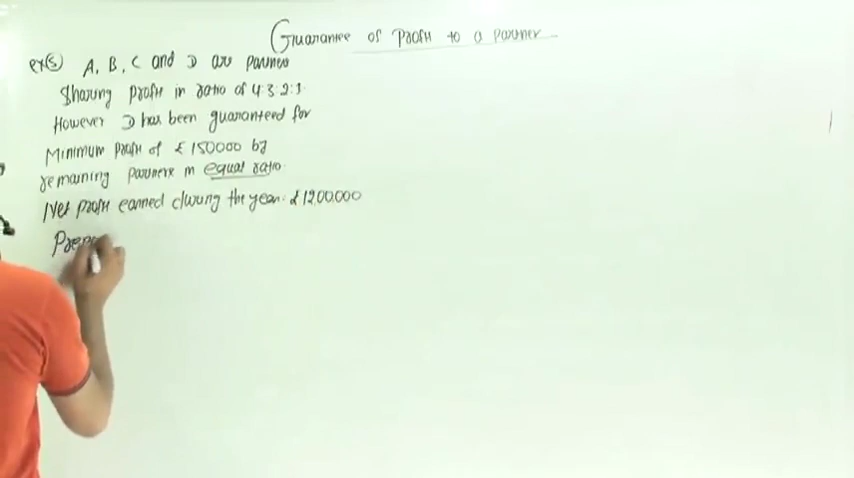 Guarantee of Profit to a Partner
ex(5) A, B, C and D are partners
Sharing profit in ratio of 4:3:2:1.
However D has been guaranteed for
Minimum profit of ₹ 150000 by
remaining partners in equal ratio.
Net profit earned during the year: ₹ 1200000